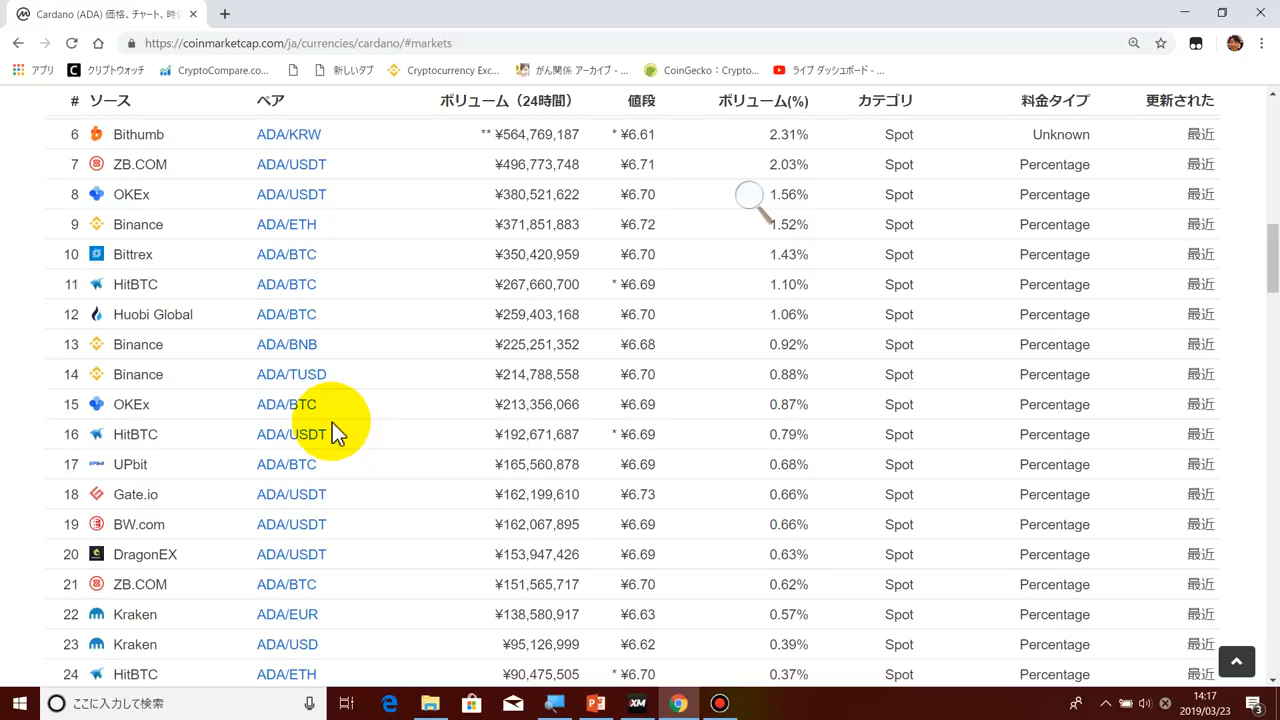 Cardano (ADA) 価格、チャート、時
https://coinmarketcap.com/ja/currencies/cardano/#markets
アプリ クリプトウォッチ CryptoCompare.co... 新しいタブ Cryptocurrency Exc... がん関係 アーカイブ - ... CoinGecko：Crypto... ライブ ダッシュボード - ...
# ソース ペア ボリューム（24時間） 値段 ボリューム(%) カテゴリ 料金タイプ 更新された
6 Bithumb ADA/KRW ** ¥564,769,187 * ¥6.61 2.31% Spot Unknown 最近
7 ZB.COM ADA/USDT ¥496,773,748 ¥6.71 2.03% Spot Percentage 最近
8 OKEx ADA/USDT ¥380,521,622 ¥6.70 1.56% Spot Percentage 最近
9 Binance ADA/ETH ¥371,851,883 ¥6.72 1.52% Spot Percentage 最近
10 Bittrex ADA/BTC ¥350,420,959 ¥6.70 1.43% Spot Percentage 最近
11 HitBTC ADA/BTC ¥267,660,700 * ¥6.69 1.10% Spot Percentage 最近
12 Huobi Global ADA/BTC ¥259,403,168 ¥6.70 1.06% Spot Percentage 最近
13 Binance ADA/BNB ¥225,251,352 ¥6.68 0.92% Spot Percentage 最近
14 Binance ADA/TUSD ¥214,788,558 ¥6.70 0.88% Spot Percentage 最近
15 OKEx ADA/BTC ¥213,356,066 ¥6.69 0.87% Spot Percentage 最近
16 HitBTC ADA/USDT ¥192,671,687 * ¥6.69 0.79% Spot Percentage 最近
17 UPbit UPbit ADA/BTC ¥165,560,878 ¥6.69 0.68% Spot Percentage 最近
18 Gate.io ADA/USDT ¥162,199,610 ¥6.73 0.66% Spot Percentage 最近
19 BW.com ADA/USDT ¥162,067,895 ¥6.69 0.66% Spot Percentage 最近
20 DragonEX ADA/USDT ¥153,947,426 ¥6.69 0.63% Spot Percentage 最近
21 ZB.COM ADA/BTC ¥151,565,717 ¥6.70 0.62% Spot Percentage 最近
22 Kraken ADA/EUR ¥138,580,917 ¥6.63 0.57% Spot Percentage 最近
23 Kraken ADA/USD ¥95,126,999 ¥6.62 0.39% Spot Percentage 最近
24 HitBTC ADA/ETH ¥90,475,505 * ¥6.70 0.37% Spot Percentage 最近
ここに入力して検索 XM 14:17
2019/03/23 3